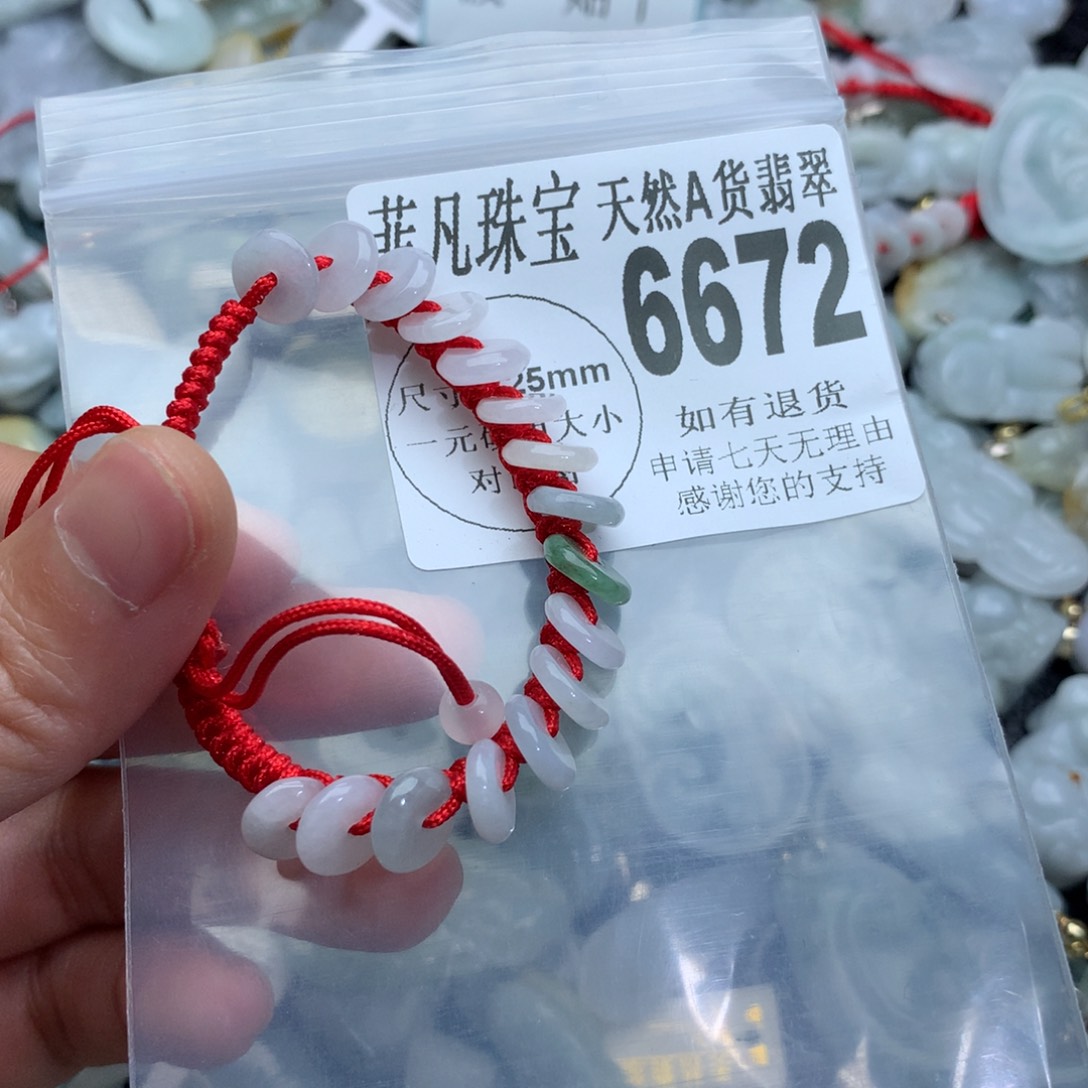 菲凡珠宝 天然A货翡翠
6672
尺寸 25mm
一元 大小
对
如有退货
申请七天无理由
感谢您的支持